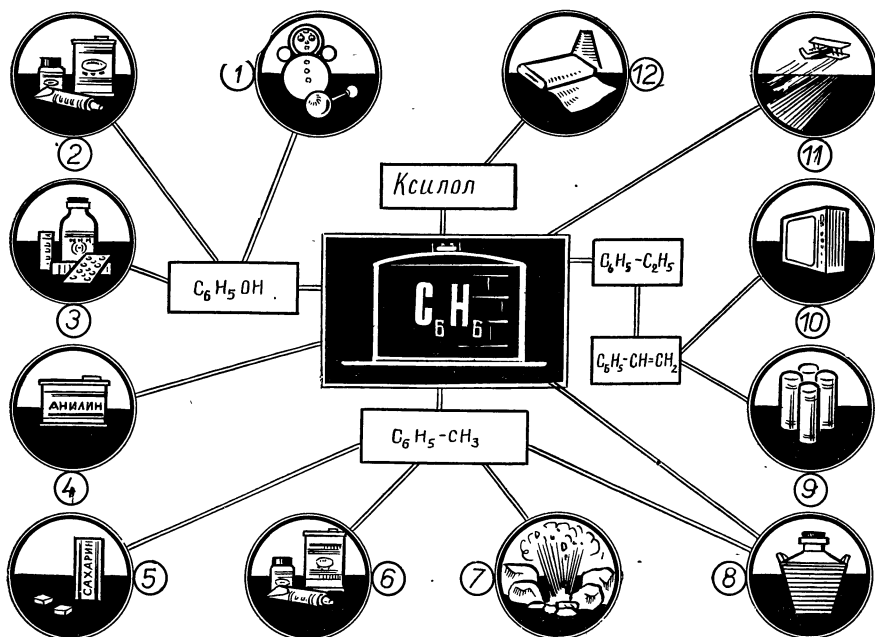 1
2
12
11
Ксилол
C₆H₅-C₂H₅
C₆H₆
C₆H₅OH
3
10
C₆H₅-CH=CH₂
АНИЛИН
C₆H₅-CH₃
4
9
САХАРИН
5
6
7
8